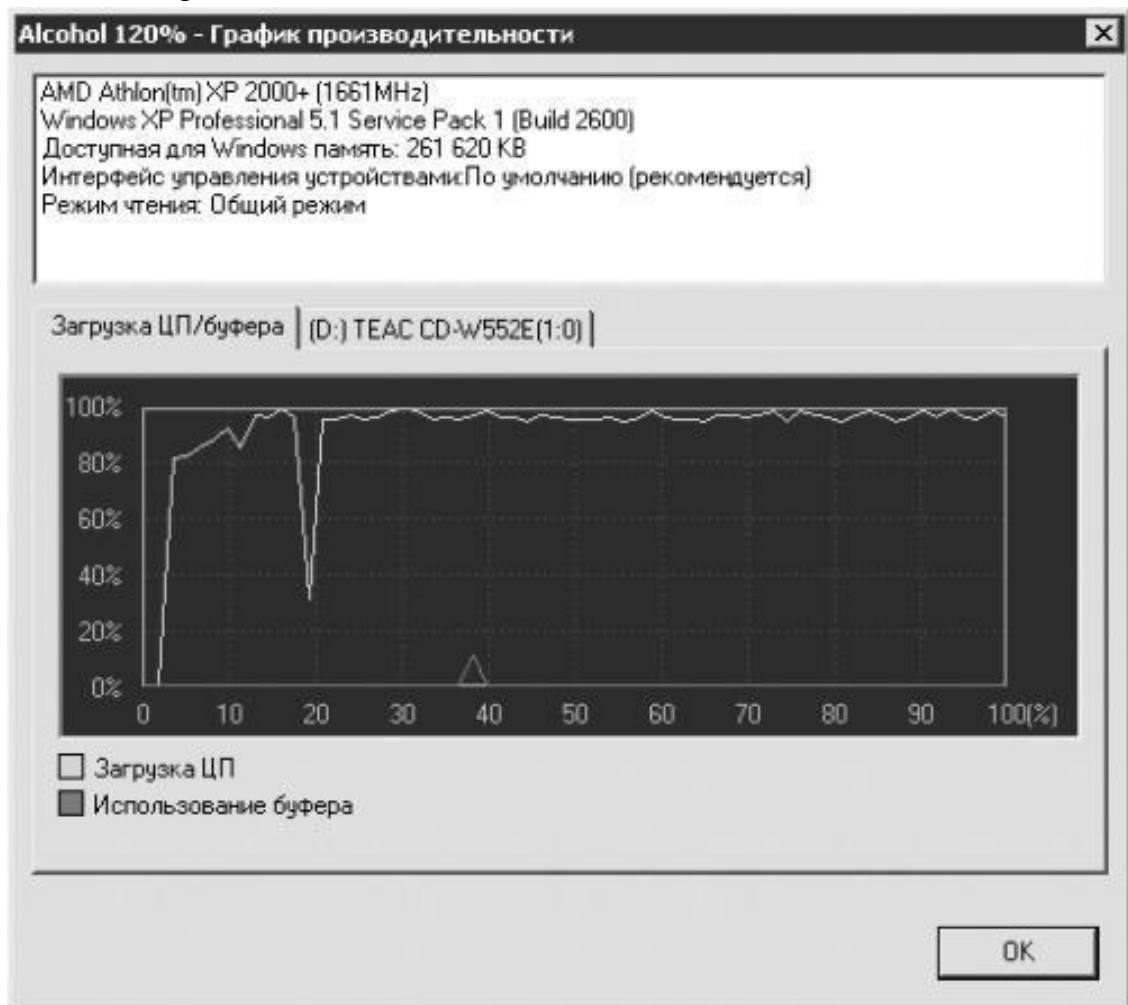 Alcohol 120% - График производительности
AMD Athlon(tm) XP 2000+ (1661MHz)
Windows XP Professional 5.1 Service Pack 1 (Build 2600)
Доступная для Windows память: 261 620 KB
Интерфейс управления устройствами:По умолчанию (рекомендуется)
Режим чтения: Общий режим
Загрузка ЦП/буфера (D:) TEAC CD-W552E(1:0)
100%
80%
60%
40%
20%
0%
0 10 20 30 40 50 60 70 80 90 100(%)
Загрузка ЦП
Использование буфера
OK